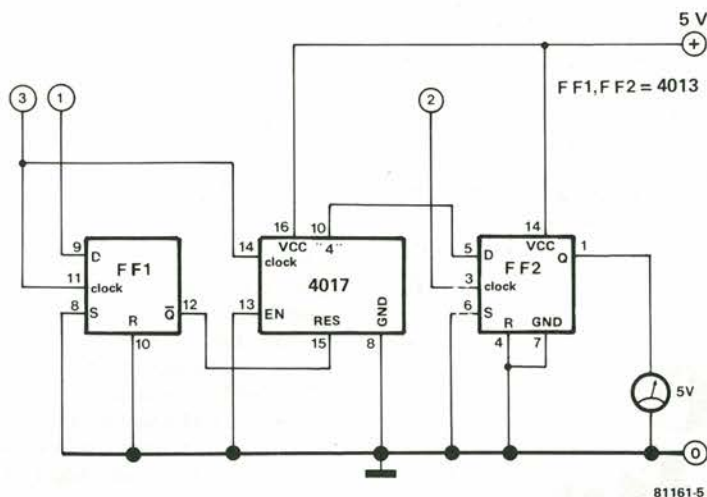 5 V
+
FF1, FF2 = 4013
3 1 2
16 10 14
VCC "4" VCC
14 clock
9 D FF1
11 clock
8 S
R
10
Q̅ 12
4017
13 EN
RES
15
GND
8
5 D FF2 Q 1
3 clock
6 S
R GND
4 7
5V
0
81161-5